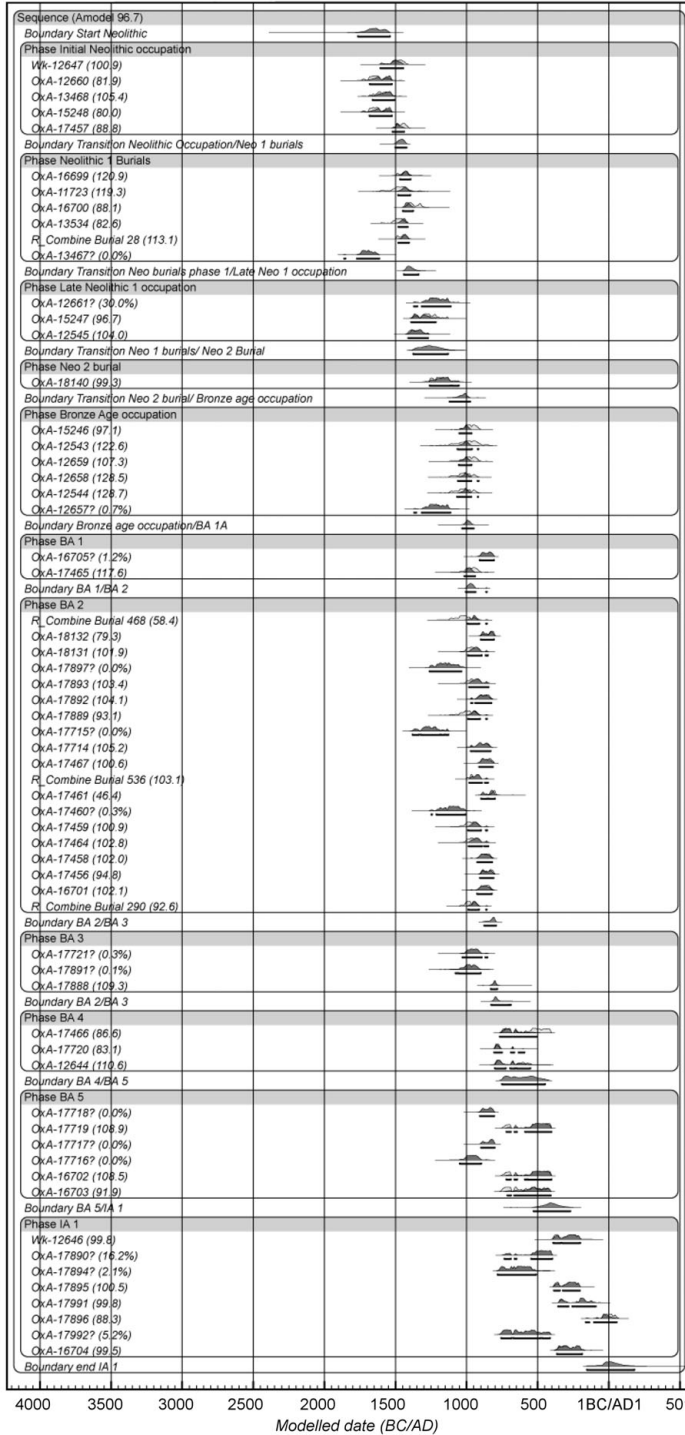 Sequence (Amodel 96.7)
Boundary Start Neolithic
Phase Initial Neolithic occupation
Wk-12647 (100.9)
OxA-12660 (81.9)
OxA-13468 (105.4)
OxA-15248 (80.0)
OxA-17457 (88.8)
Boundary Transition Neolithic Occupation/Neo 1 burials
Phase Neolithic 1 Burials
OxA-16699 (120.9)
OxA-11723 (119.3)
OxA-16700 (88.1)
OxA-13534 (82.6)
R_Combine Burial 28 (113.1)
OxA-13467? (0.0%)
Boundary Transition Neo burials phase 1/Late Neo 1 occupation
Phase Late Neolithic 1 occupation
OxA-12661? (30.0%)
OxA-15247 (96.7)
OxA-12545 (104.0)
Boundary Transition Neo 1 burials/ Neo 2 Burial
Phase Neo 2 burial
OxA-18140 (99.3)
Boundary Transition Neo 2 burial/ Bronze age occupation
Phase Bronze Age occupation
OxA-15246 (97.1)
OxA-12543 (122.6)
OxA-12659 (107.3)
OxA-12658 (128.5)
OxA-12544 (128.7)
OxA-12657? (0.7%)
Boundary Bronze age occupation/BA 1A
Phase BA 1
OxA-16705? (1.2%)
OxA-17465 (117.6)
Boundary BA 1/BA 2
Phase BA 2
R_Combine Burial 468 (58.4)
OxA-18132 (79.3)
OxA-18131 (101.9)
OxA-17897? (0.0%)
OxA-17893 (103.4)
OxA-17892 (104.1)
OxA-17889 (93.1)
OxA-17715? (0.0%)
OxA-17714 (105.2)
OxA-17467 (100.6)
R_Combine Burial 536 (103.1)
OxA-17461 (46.4)
OxA-17460? (0.3%)
OxA-17459 (100.9)
OxA-17464 (102.8)
OxA-17458 (102.0)
OxA-17456 (94.8)
OxA-16701 (102.1)
R_Combine Burial 290 (92.6)
Boundary BA 2/BA 3
Phase BA 3
OxA-17721? (0.3%)
OxA-17891? (0.1%)
OxA-17888 (109.3)
Boundary BA 2/BA 3
Phase BA 4
OxA-17466 (86.6)
OxA-17720 (83.1)
OxA-12644 (110.6)
Boundary BA 4/BA 5
Phase BA 5
OxA-17718? (0.0%)
OxA-17719 (108.9)
OxA-17717? (0.0%)
OxA-17716? (0.0%)
OxA-16702 (108.5)
OxA-16703 (91.9)
Boundary BA 5/IA 1
Phase IA 1
Wk-12646 (99.8)
OxA-17890? (16.2%)
OxA-17894? (2.1%)
OxA-17895 (100.5)
OxA-17991 (99.8)
OxA-17896 (88.3)
OxA-17992? (5.2%)
OxA-16704 (99.5)
Boundary end IA 1
4000 3500 3000 2500 2000 1500 1000 500 1BC/AD1 50
Modelled date (BC/AD)